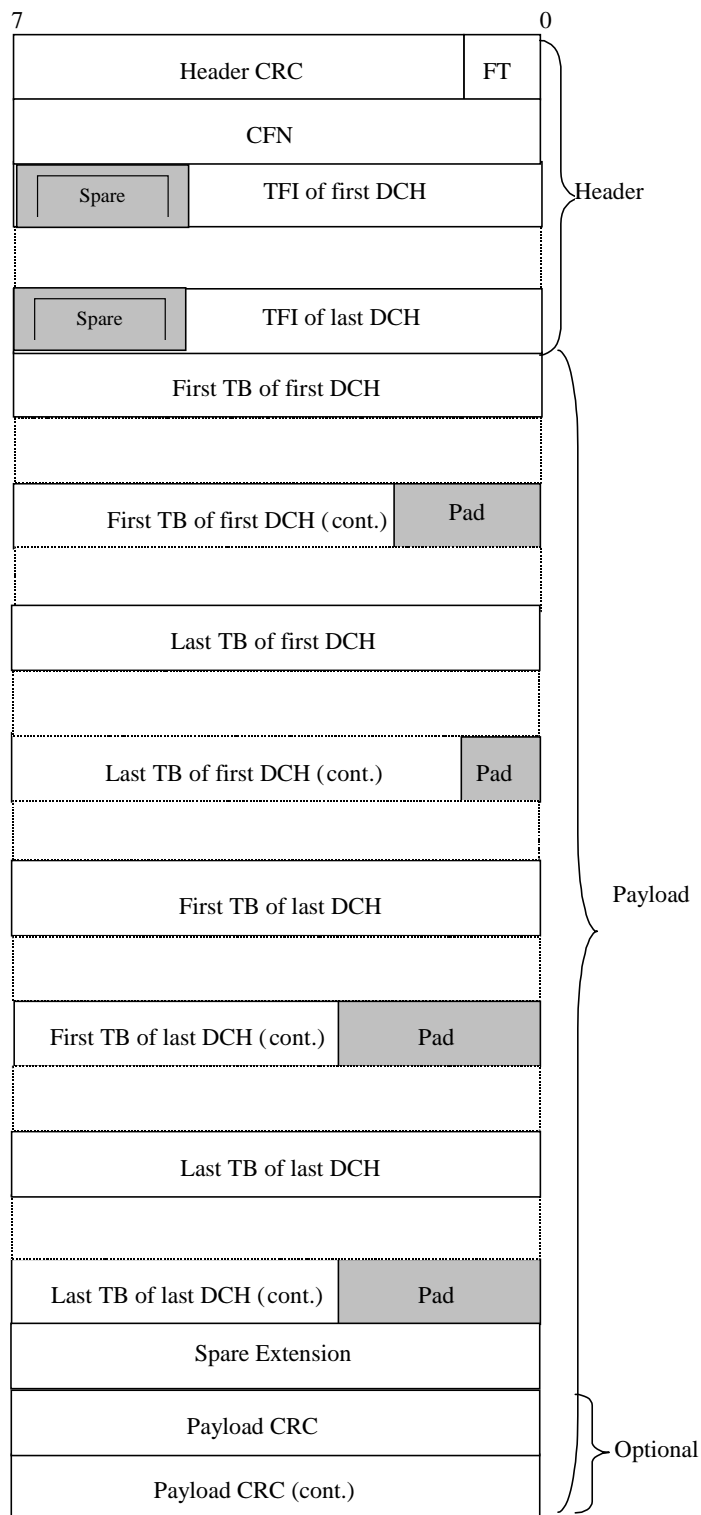 7 0
Header CRC FT
CFN
Spare TFI of first DCH
Header
Spare TFI of last DCH
First TB of first DCH
First TB of first DCH (cont.) Pad
Last TB of first DCH
Last TB of first DCH (cont.) Pad
First TB of last DCH
Payload
First TB of last DCH (cont.) Pad
Last TB of last DCH
Last TB of last DCH (cont.) Pad
Spare Extension
Payload CRC
Optional
Payload CRC (cont.)